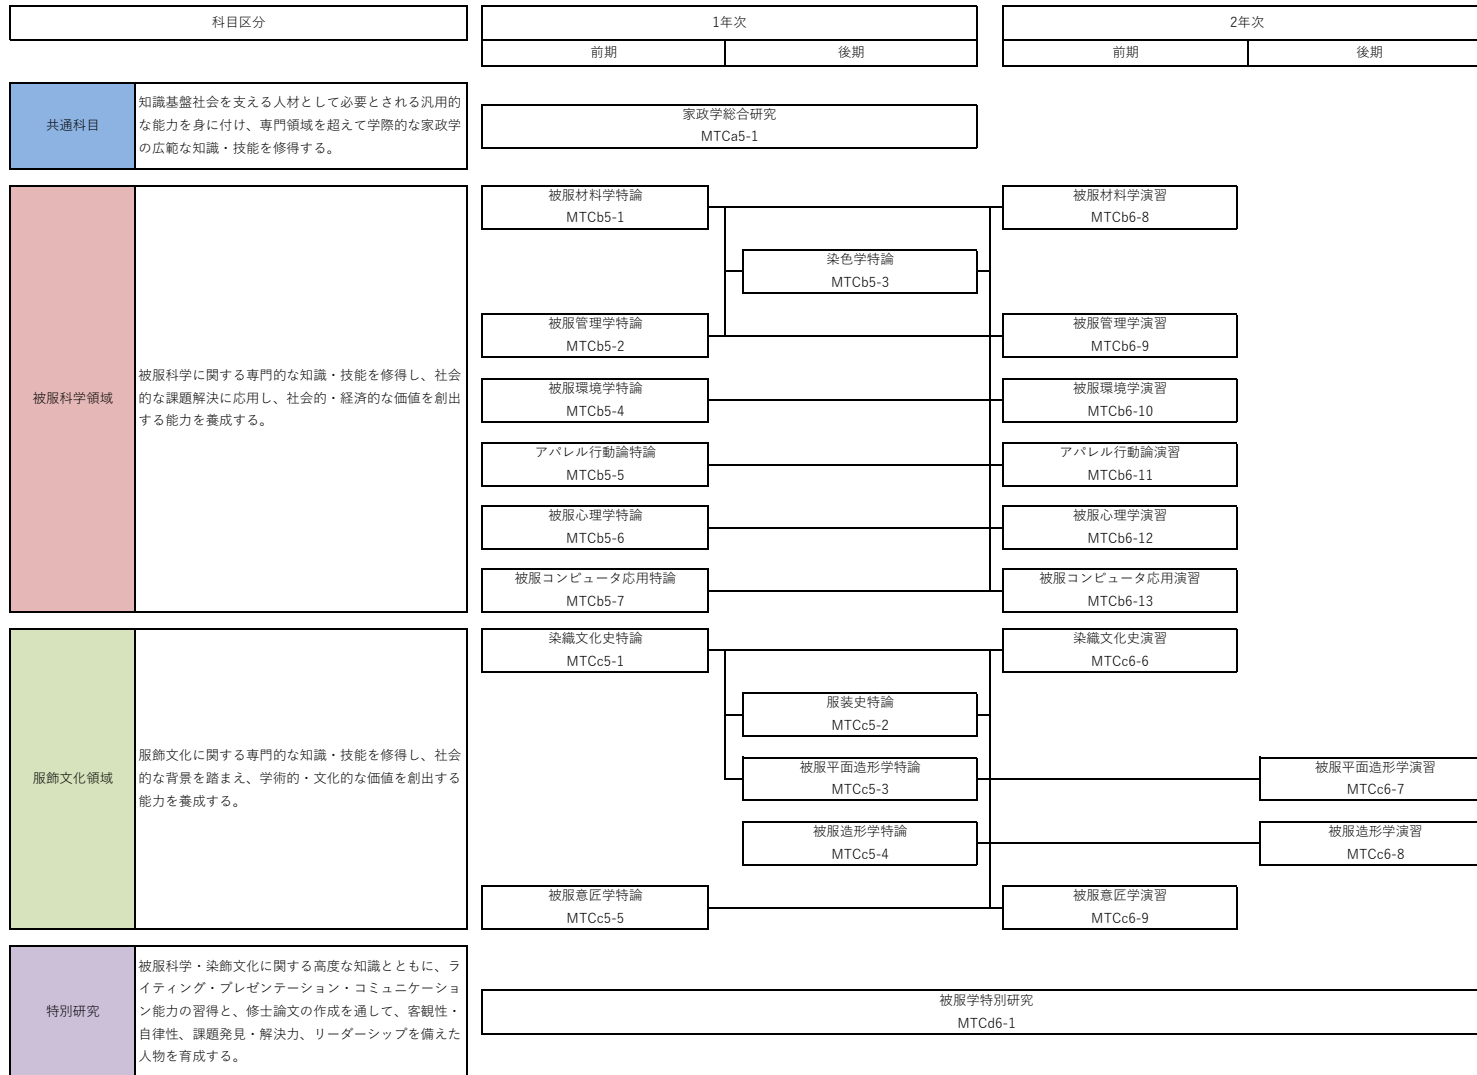 科目区分
1年次
2年次
前期
後期
前期
後期
共通科目
知識基盤社会を支える人材として必要とされる汎用的
な能力を身に付け、専門領域を超えて学際的な家政学
の広範な知識・技能を修得する。
家政学総合研究
MTCa5-1
被服科学領域
被服科学に関する専門的な知識・技能を修得し、社会
的な課題解決に応用し、社会的・経済的な価値を創出
する能力を養成する。
被服材料学特論
MTCb5-1
被服材料学演習
MTCb6-8
染色学特論
MTCb5-3
被服管理学特論
MTCb5-2
被服管理学演習
MTCb6-9
被服環境学特論
MTCb5-4
被服環境学演習
MTCb6-10
アパレル行動論特論
MTCb5-5
アパレル行動論演習
MTCb6-11
被服心理学特論
MTCb5-6
被服心理学演習
MTCb6-12
被服コンピュータ応用特論
MTCb5-7
被服コンピュータ応用演習
MTCb6-13
服飾文化領域
服飾文化に関する専門的な知識・技能を修得し、社会
的な背景を踏まえ、学術的・文化的な価値を創出する
能力を養成する。
染織文化史特論
MTCc5-1
染織文化史演習
MTCc6-6
服装史特論
MTCc5-2
被服平面造形学特論
MTCc5-3
被服平面造形学演習
MTCc6-7
被服造形学特論
MTCc5-4
被服造形学演習
MTCc6-8
被服意匠学特論
MTCc5-5
被服意匠学演習
MTCc6-9
特別研究
被服科学・染飾文化に関する高度な知識とともに、ラ
イティング・プレゼンテーション・コミュニケーショ
ン能力の習得と、修士論文の作成を通して、客観性・
自律性、課題発見・解決力、リーダーシップを備えた
人物を育成する。
被服学特別研究
MTCd6-1